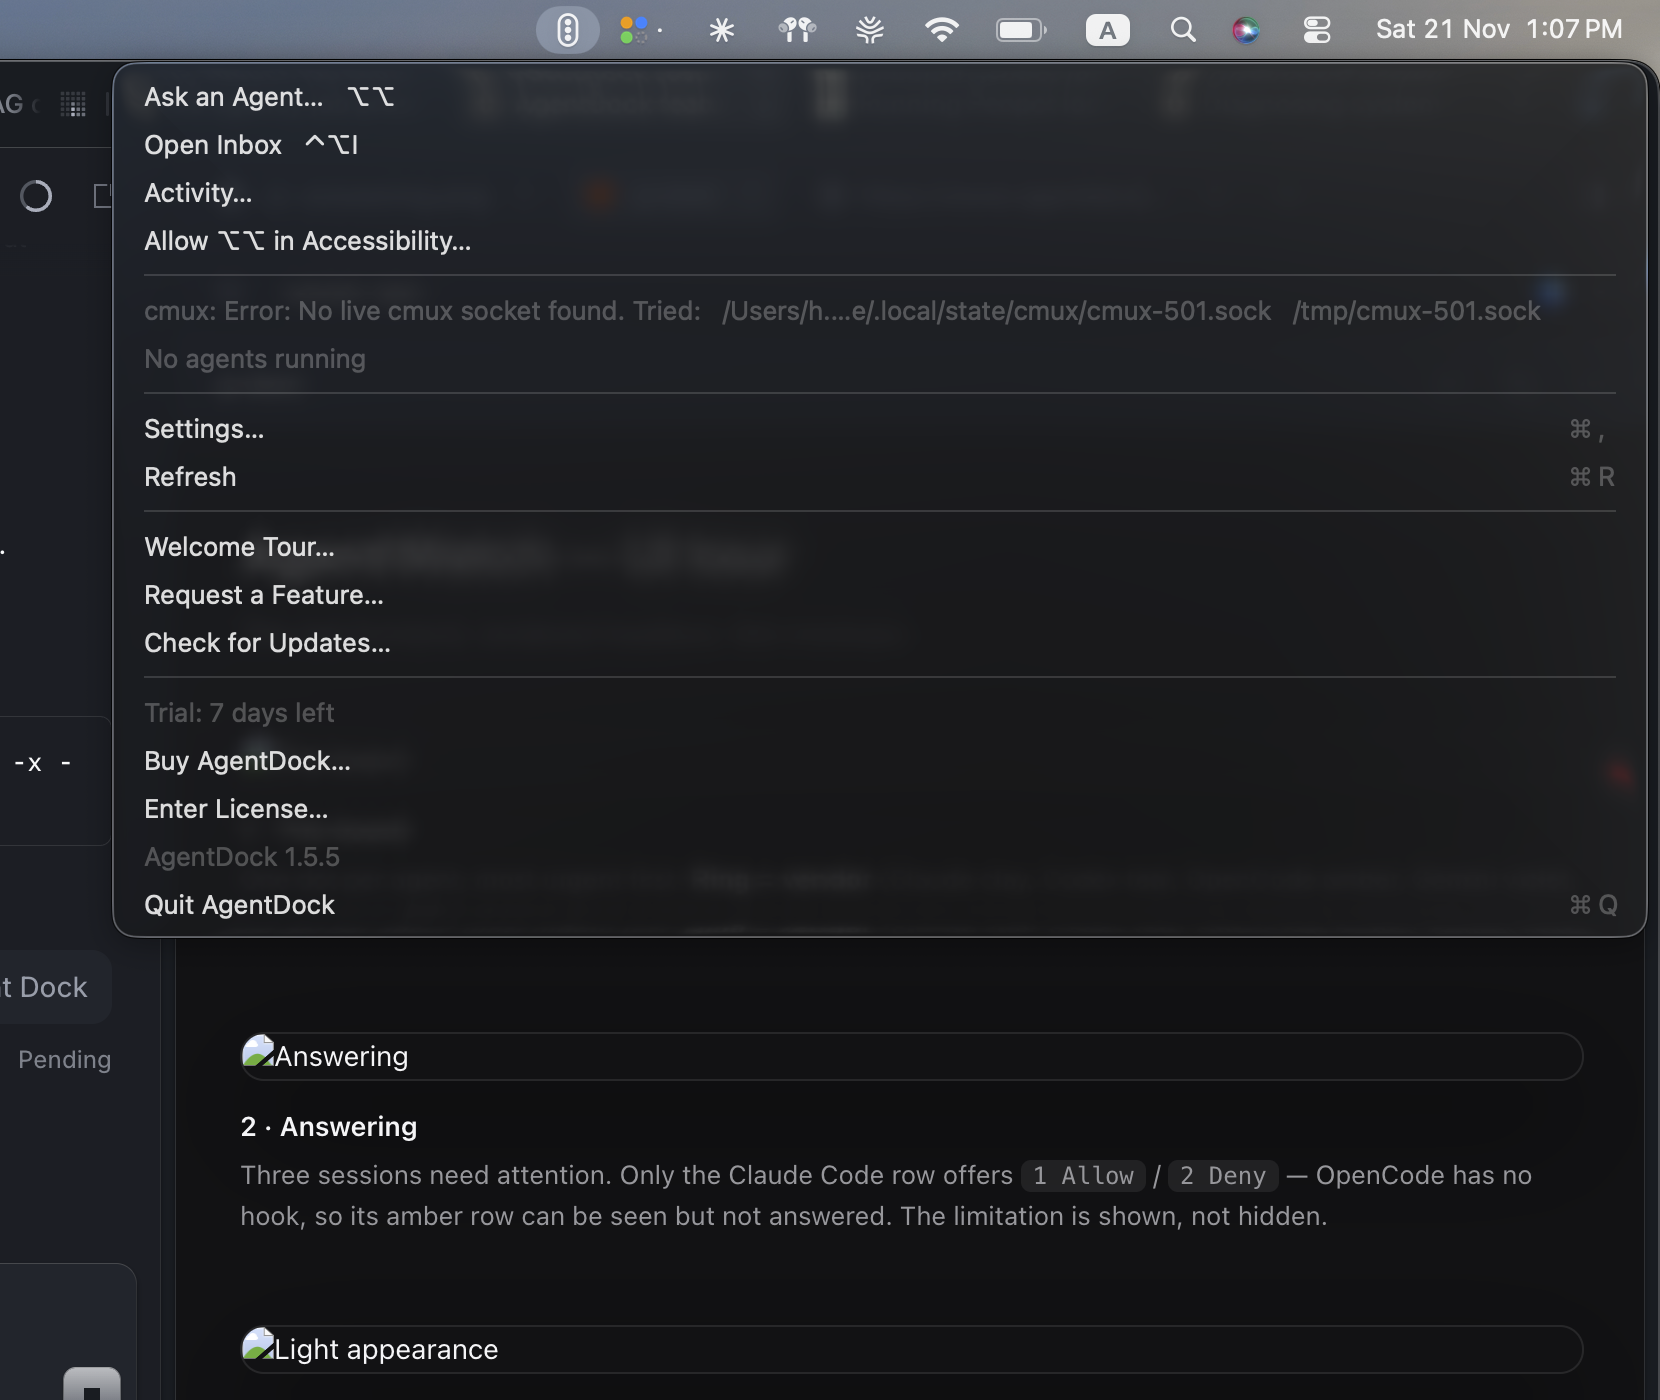 A
Sat 21 Nov 1:07 PM
AG
Ask an Agent... ⌥⌥
Open Inbox ^⌥I
Activity...
Allow ⌥⌥ in Accessibility...
cmux: Error: No live cmux socket found. Tried: /Users/h....e/.local/state/cmux/cmux-501.sock /tmp/cmux-501.sock
No agents running
Settings... ⌘ ,
Refresh ⌘ R
Welcome Tour...
Request a Feature...
Check for Updates...
Trial: 7 days left
-x -
Buy AgentDock...
Enter License...
AgentDock 1.5.5
Quit AgentDock ⌘ Q
t Dock
Pending
Answering
2 · Answering
Three sessions need attention. Only the Claude Code row offers 1 Allow / 2 Deny — OpenCode has no
hook, so its amber row can be seen but not answered. The limitation is shown, not hidden.
Light appearance